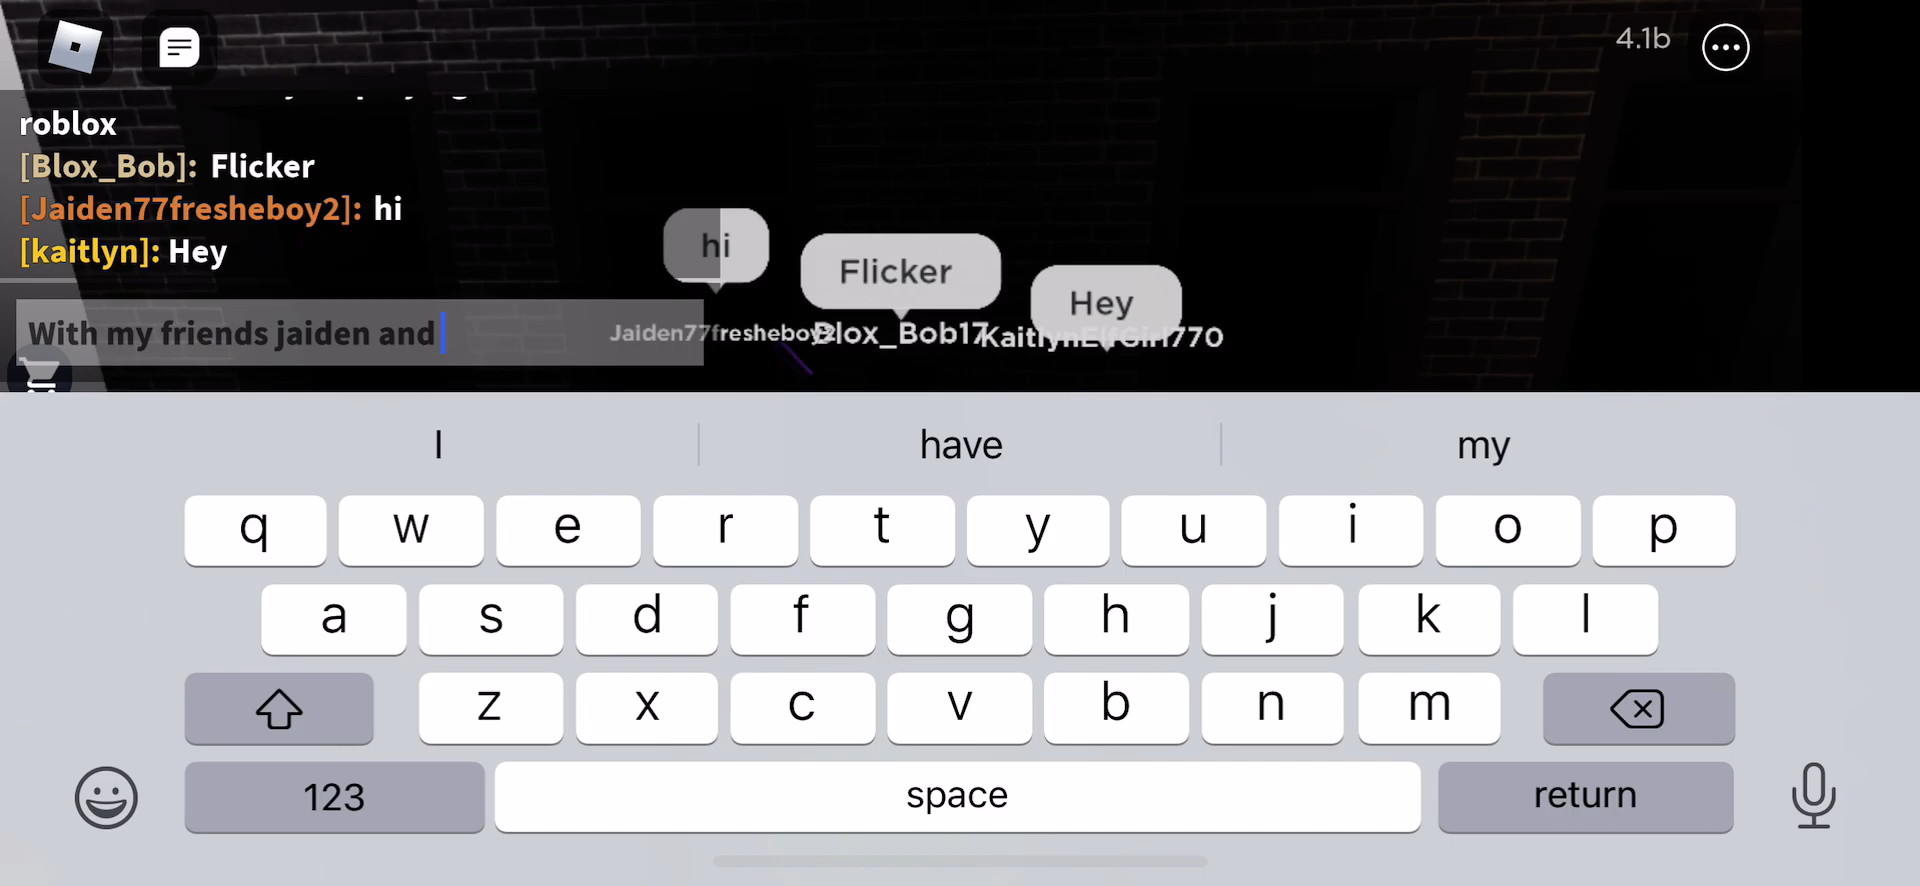 4.1b
roblox
[Blox_Bob]: Flicker
[Jaiden77fresheboy2]: hi
[kaitlyn]: Hey
hi
Flicker
Hey
With my friends jaiden and
Jaiden77fresheboy2
Blox_Bob17
KaitlynElfGirl770
I have my
q w e r t y u i o p
a s d f g h j k l
z x c v b n m
123 space return